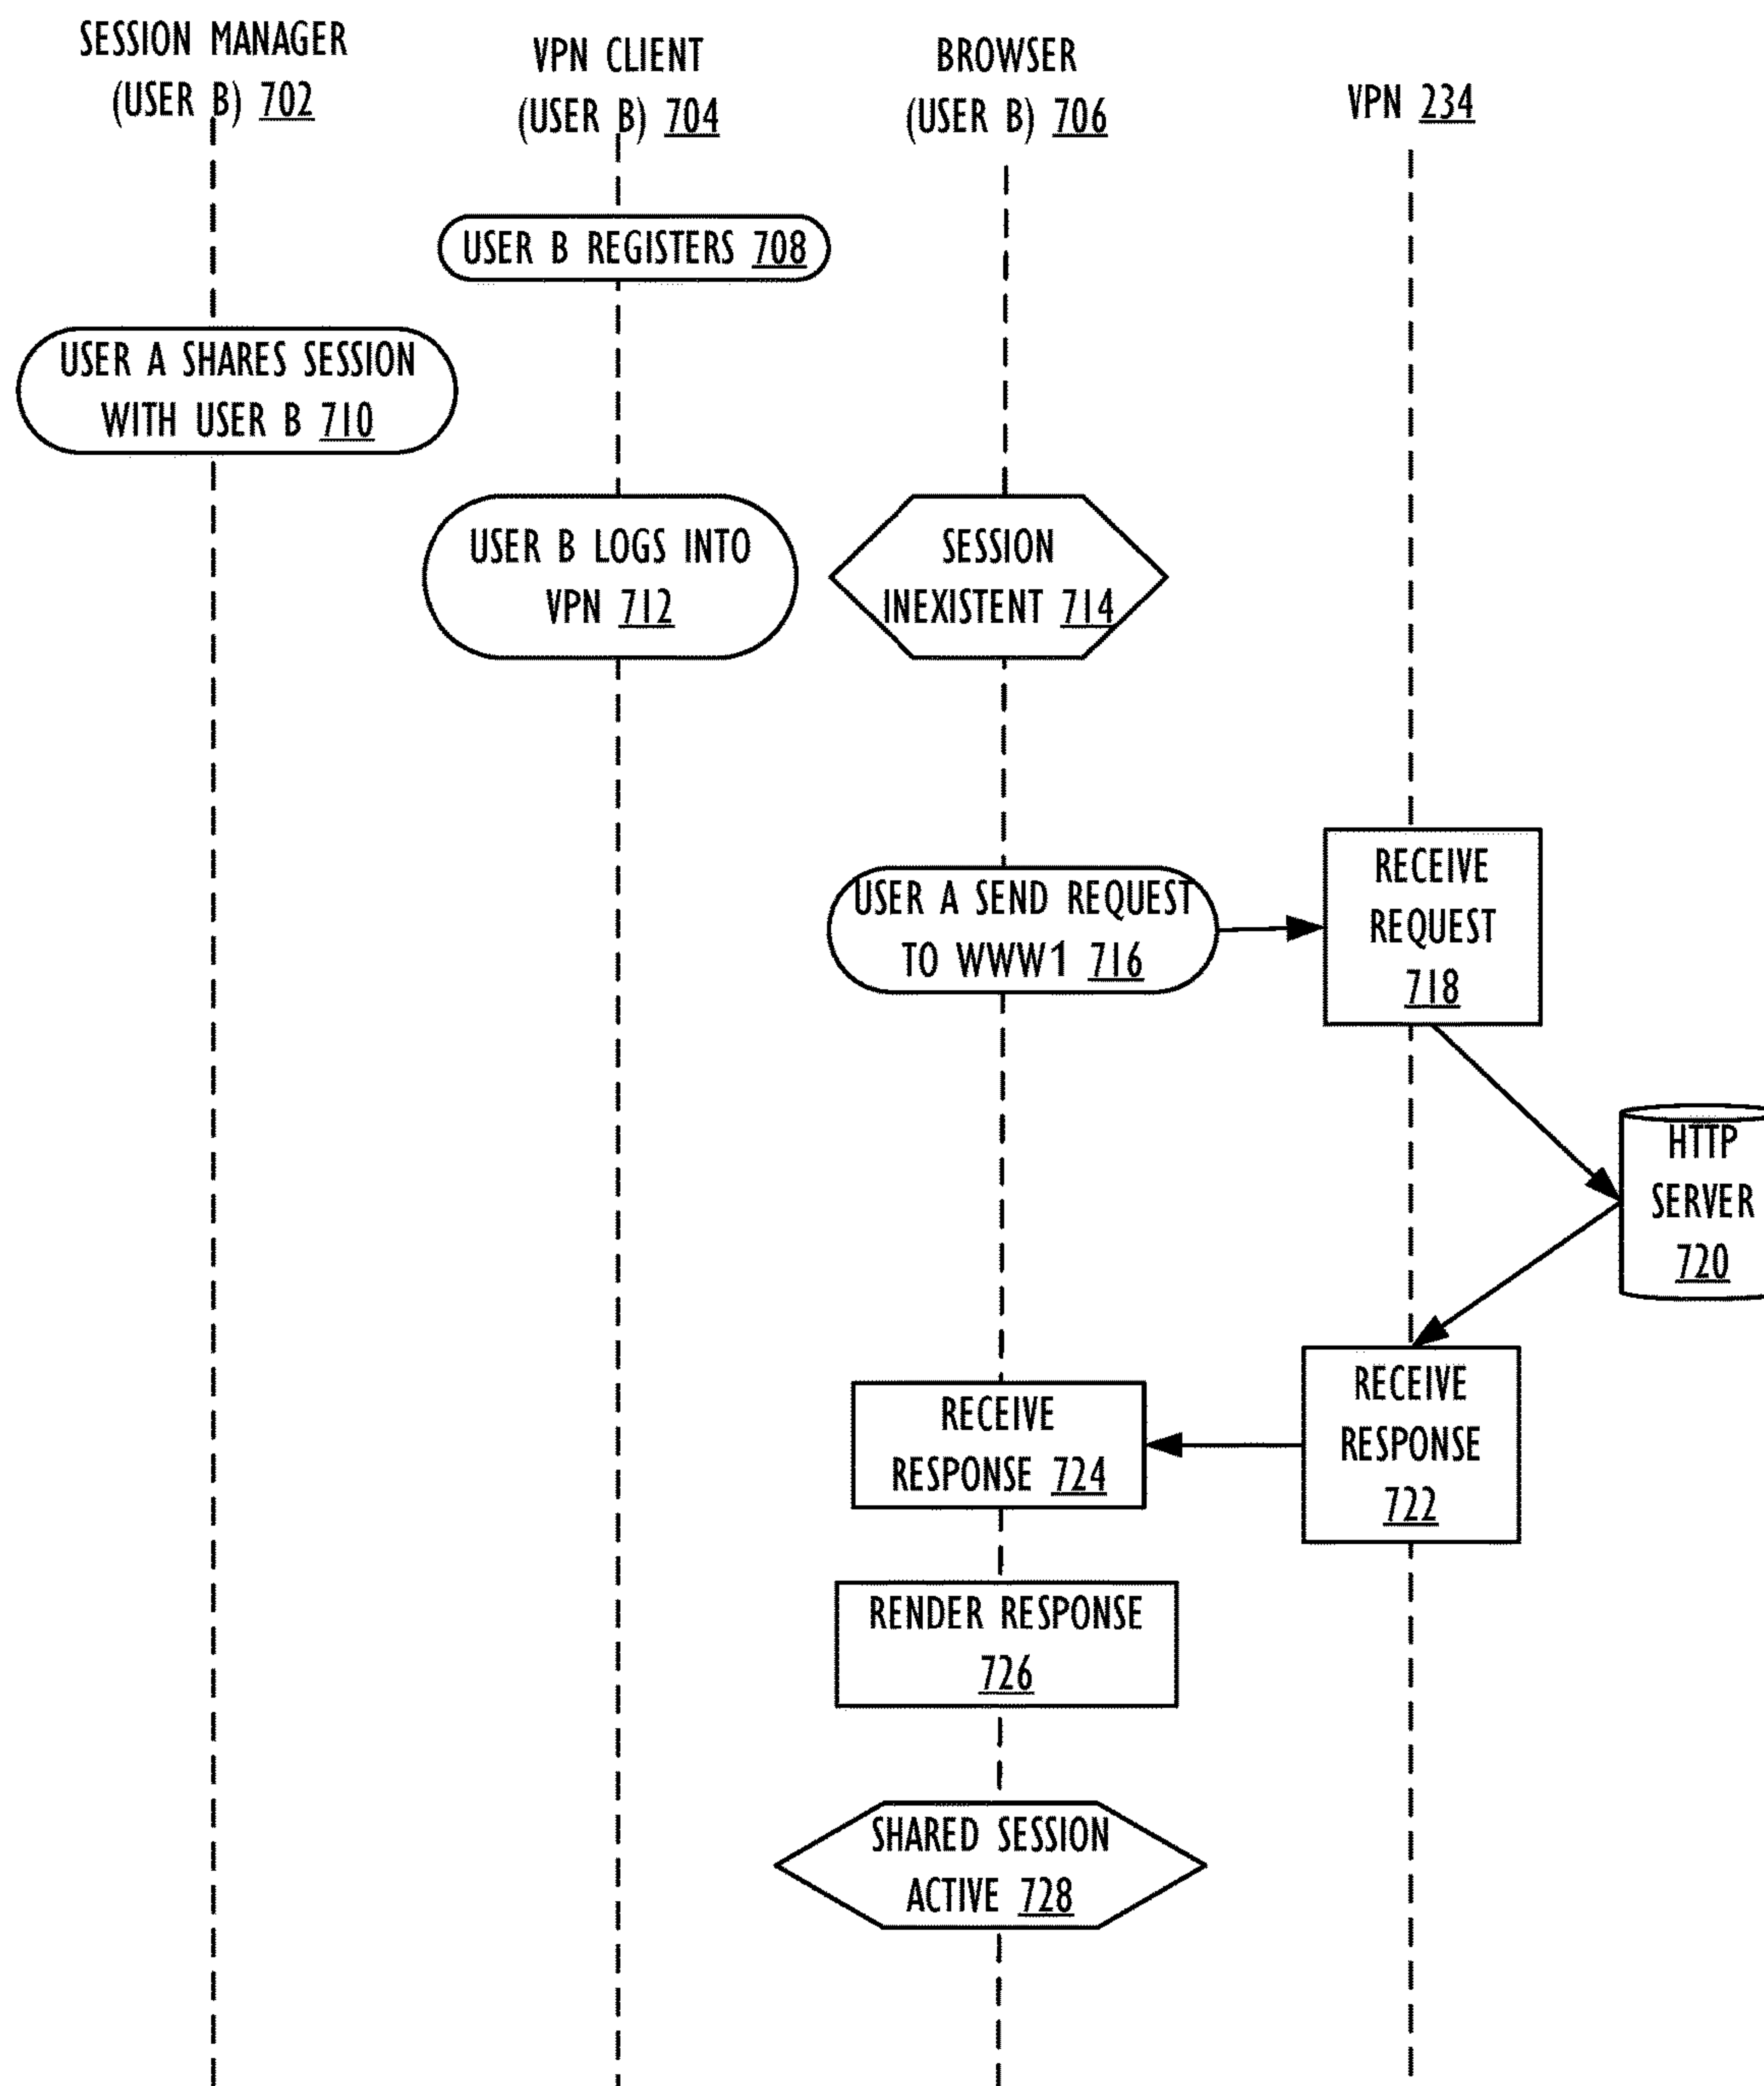 SESSION MANAGER
(USER B) 702
VPN CLIENT
(USER B) 704
BROWSER
(USER B) 706
VPN 234
USER B REGISTERS 708
USER A SHARES SESSION
WITH USER B 710
USER B LOGS INTO
VPN 712
SESSION
INEXISTENT 714
USER A SEND REQUEST
TO WWW1 716
RECEIVE
REQUEST
718
HTTP
SERVER
720
RECEIVE
RESPONSE
722
RECEIVE
RESPONSE 724
RENDER RESPONSE
726
SHARED SESSION
ACTIVE 728